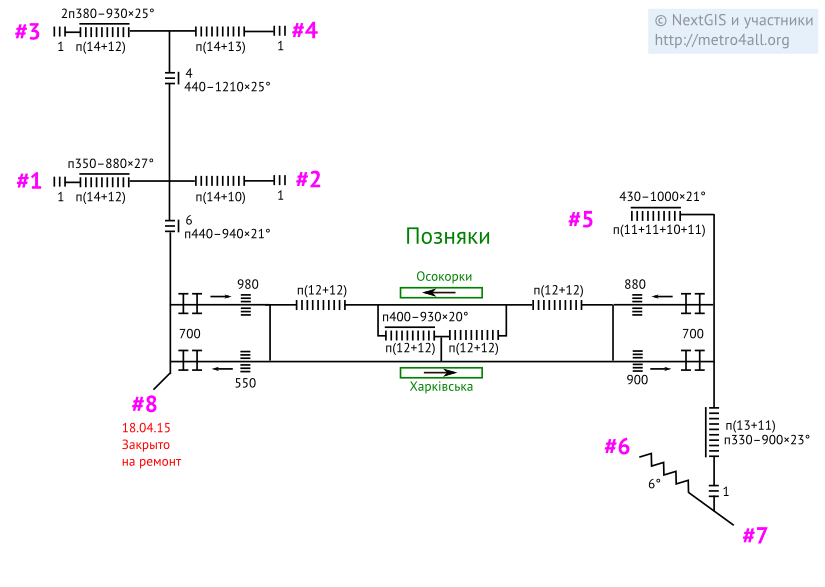 © NextGIS и участники
http://metro4all.org
2п380–930×25°
#3
1
п(14+12)
п(14+13)
1
#4
4
440–1210×25°
п350–880×27°
#1
1
п(14+12)
п(14+10)
1
#2
6
п440–940×21°
430–1000×21°
#5
п(11+11+10+11)
Позняки
Осокорки
980
п(12+12)
п(12+12)
880
п400–930×20°
700
п(12+12)
п(12+12)
700
550
Харківська
900
#8
18.04.15
Закрыто
на ремонт
п(13+11)
п330–900×23°
#6
6°
1
#7